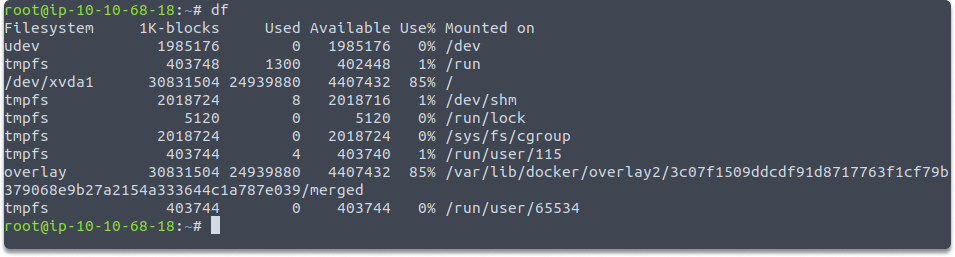 root@ip-10-10-68-18:~# df
Filesystem     1K-blocks     Used Available Use% Mounted on
udev             1985176        0   1985176   0% /dev
tmpfs             403748     1300    402448   1% /run
/dev/xvda1      30831504 24939880   4407432  85% /
tmpfs            2018724        8   2018716   1% /dev/shm
tmpfs               5120        0      5120   0% /run/lock
tmpfs            2018724        0   2018724   0% /sys/fs/cgroup
tmpfs             403744        4    403740   1% /run/user/115
overlay         30831504 24939880   4407432  85% /var/lib/docker/overlay2/3c07f1509ddcdf91d8717763f1cf79b
379068e9b27a2154a333644c1a787e039/merged
tmpfs             403744        0    403744   0% /run/user/65534
root@ip-10-10-68-18:~#